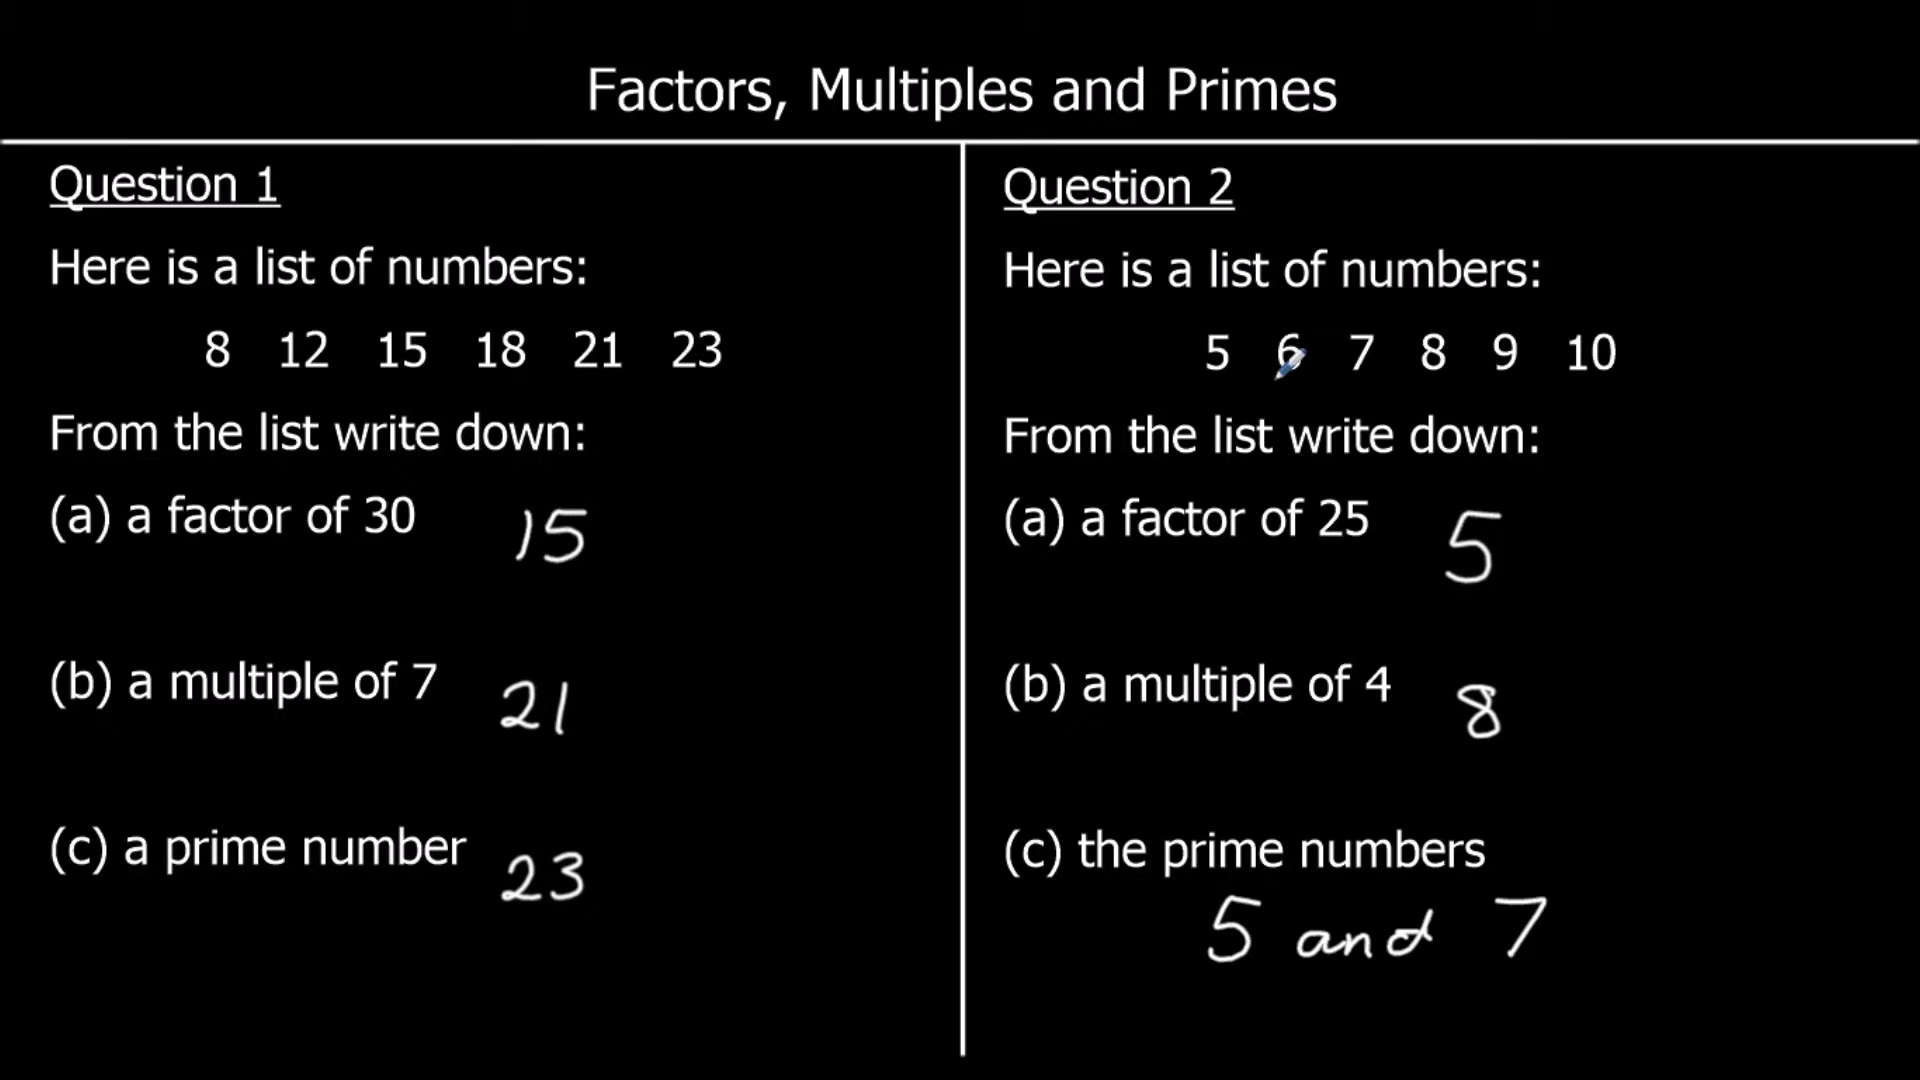 Factors, Multiples and Primes
Question 1
Here is a list of numbers:
8 12 15 18 21 23
From the list write down:
(a) a factor of 30 15
(b) a multiple of 7 21
(c) a prime number 23
Question 2
Here is a list of numbers:
5 6 7 8 9 10
From the list write down:
(a) a factor of 25 5
(b) a multiple of 4 8
(c) the prime numbers
5 and 7